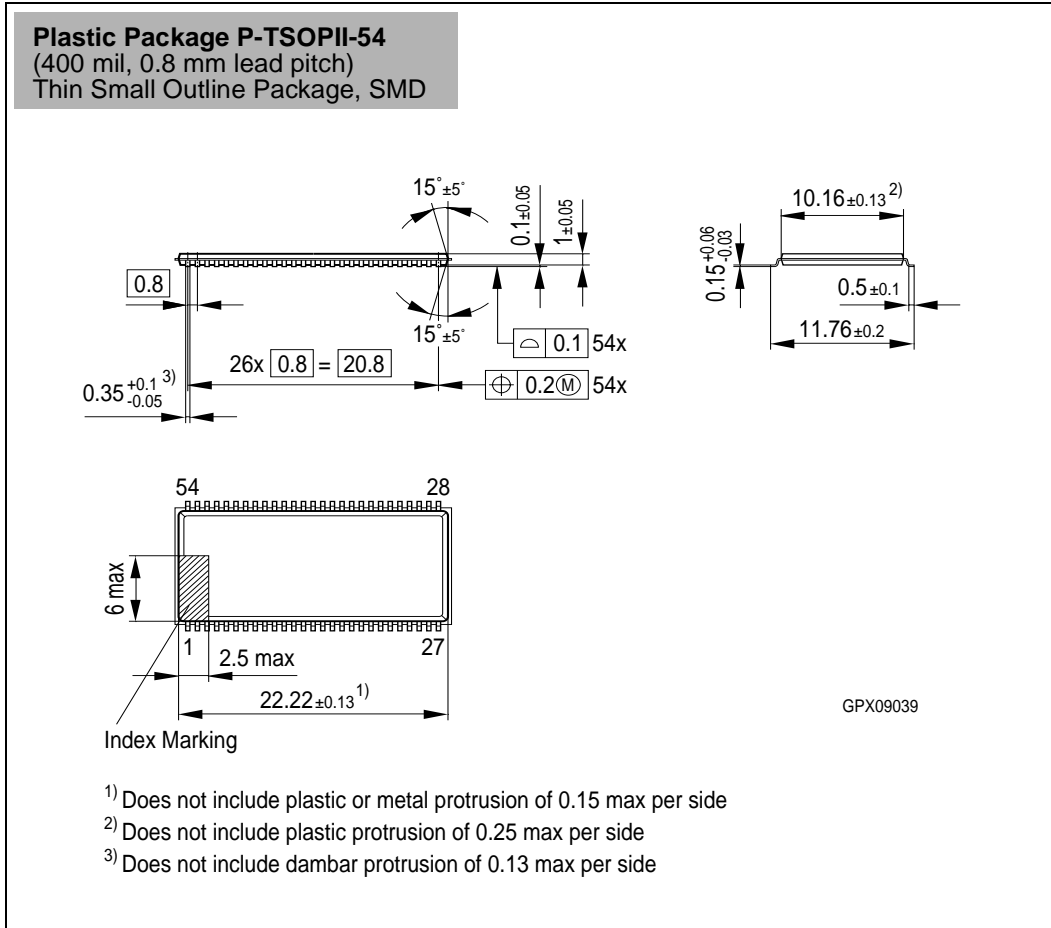 Plastic Package P-TSOPII-54
(400 mil, 0.8 mm lead pitch)
Thin Small Outline Package, SMD
15°±5°
0.1±0.05
1±0.05
10.16±0.13 2)
0.15 +0.06 -0.03
0.8
0.5±0.1
15°±5°
11.76±0.2
0.1 54x
26x 0.8 = 20.8
0.35 +0.1 -0.05 3)
0.2 Ⓜ 54x
54 28
6 max
1 27
2.5 max
22.22±0.13 1)
GPX09039
Index Marking
1) Does not include plastic or metal protrusion of 0.15 max per side
2) Does not include plastic protrusion of 0.25 max per side
3) Does not include dambar protrusion of 0.13 max per side